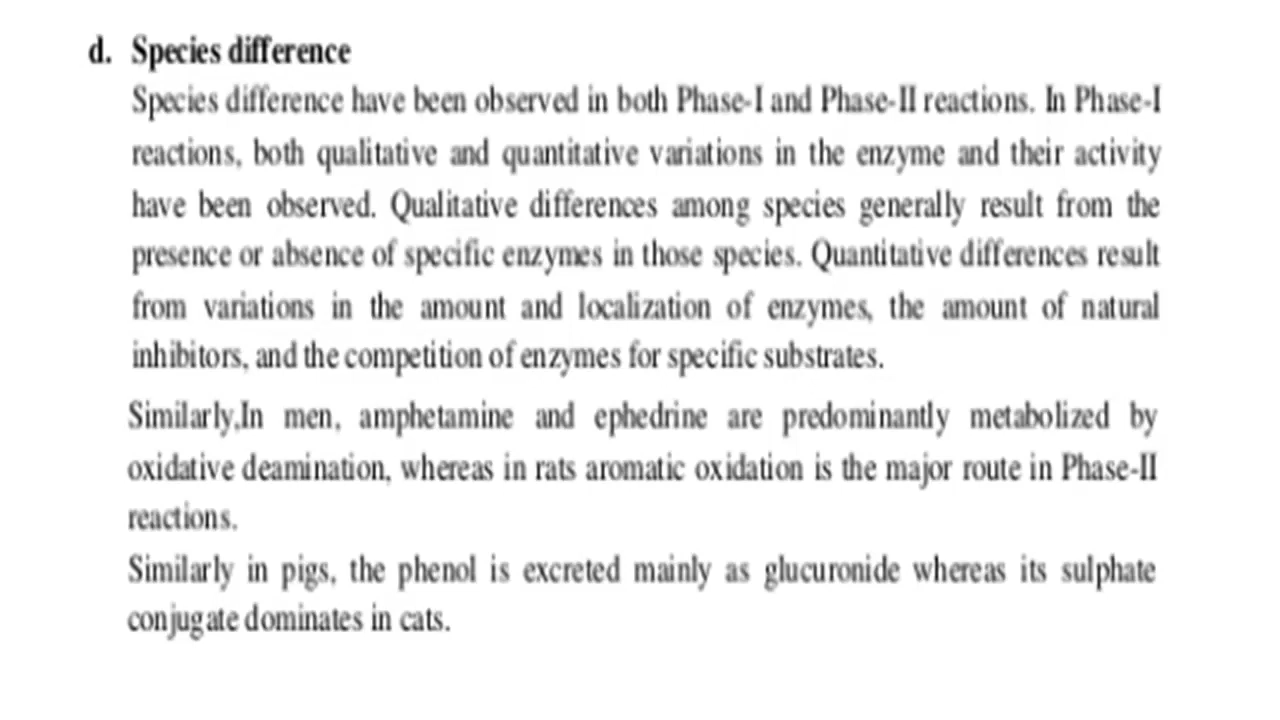 d. Species difference
Species difference have been observed in both Phase-I and Phase-II reactions. In Phase-I
reactions, both qualitative and quantitative variations in the enzyme and their activity
have been observed. Qualitative differences among species generally result from the
presence or absence of specific enzymes in those species. Quantitative differences result
from variations in the amount and localization of enzymes, the amount of natural
inhibitors, and the competition of enzymes for specific substrates.
Similarly,In men, amphetamine and ephedrine are predominantly metabolized by
oxidative deamination, whereas in rats aromatic oxidation is the major route in Phase-II
reactions.
Similarly in pigs, the phenol is excreted mainly as glucuronide whereas its sulphate
conjugate dominates in cats.